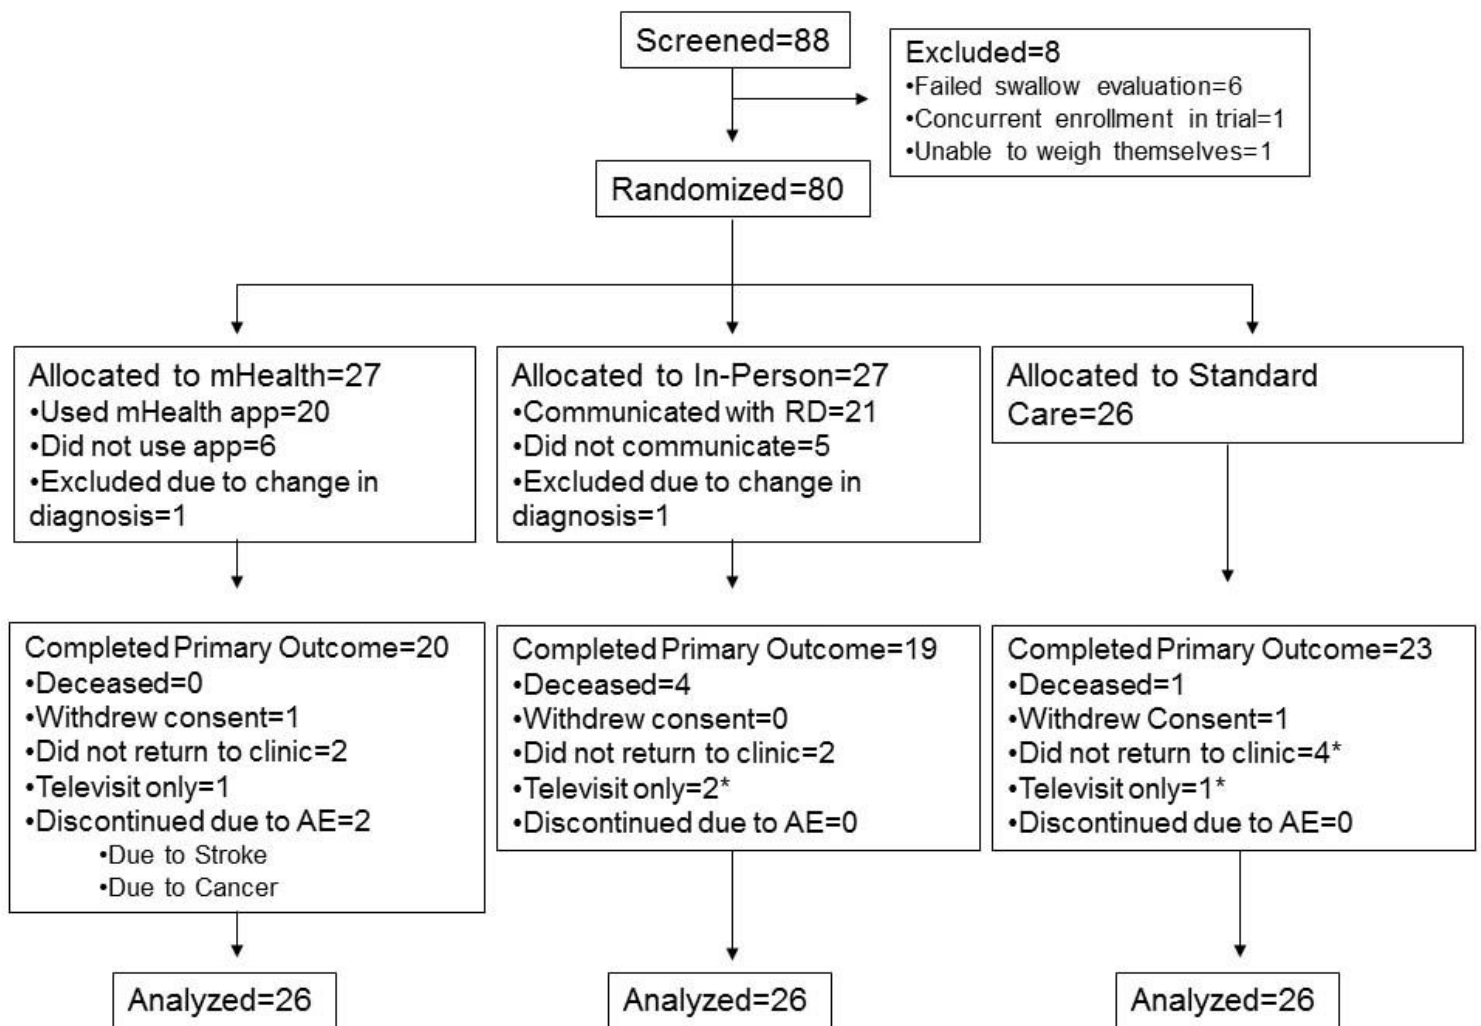 Screened=88
Excluded=8
•Failed swallow evaluation=6
•Concurrent enrollment in trial=1
•Unable to weigh themselves=1
Randomized=80
Allocated to mHealth=27
•Used mHealth app=20
•Did not use app=6
•Excluded due to change in
diagnosis=1
Allocated to In-Person=27
•Communicated with RD=21
•Did not communicate=5
•Excluded due to change in
diagnosis=1
Allocated to Standard
Care=26
Completed Primary Outcome=20
•Deceased=0
•Withdrew consent=1
•Did not return to clinic=2
•Televisit only=1
•Discontinued due to AE=2
•Due to Stroke
•Due to Cancer
Completed Primary Outcome=19
•Deceased=4
•Withdrew consent=0
•Did not return to clinic=2
•Televisit only=2*
•Discontinued due to AE=0
Completed Primary Outcome=23
•Deceased=1
•Withdrew Consent=1
•Did not return to clinic=4*
•Televisit only=1*
•Discontinued due to AE=0
Analyzed=26
Analyzed=26
Analyzed=26